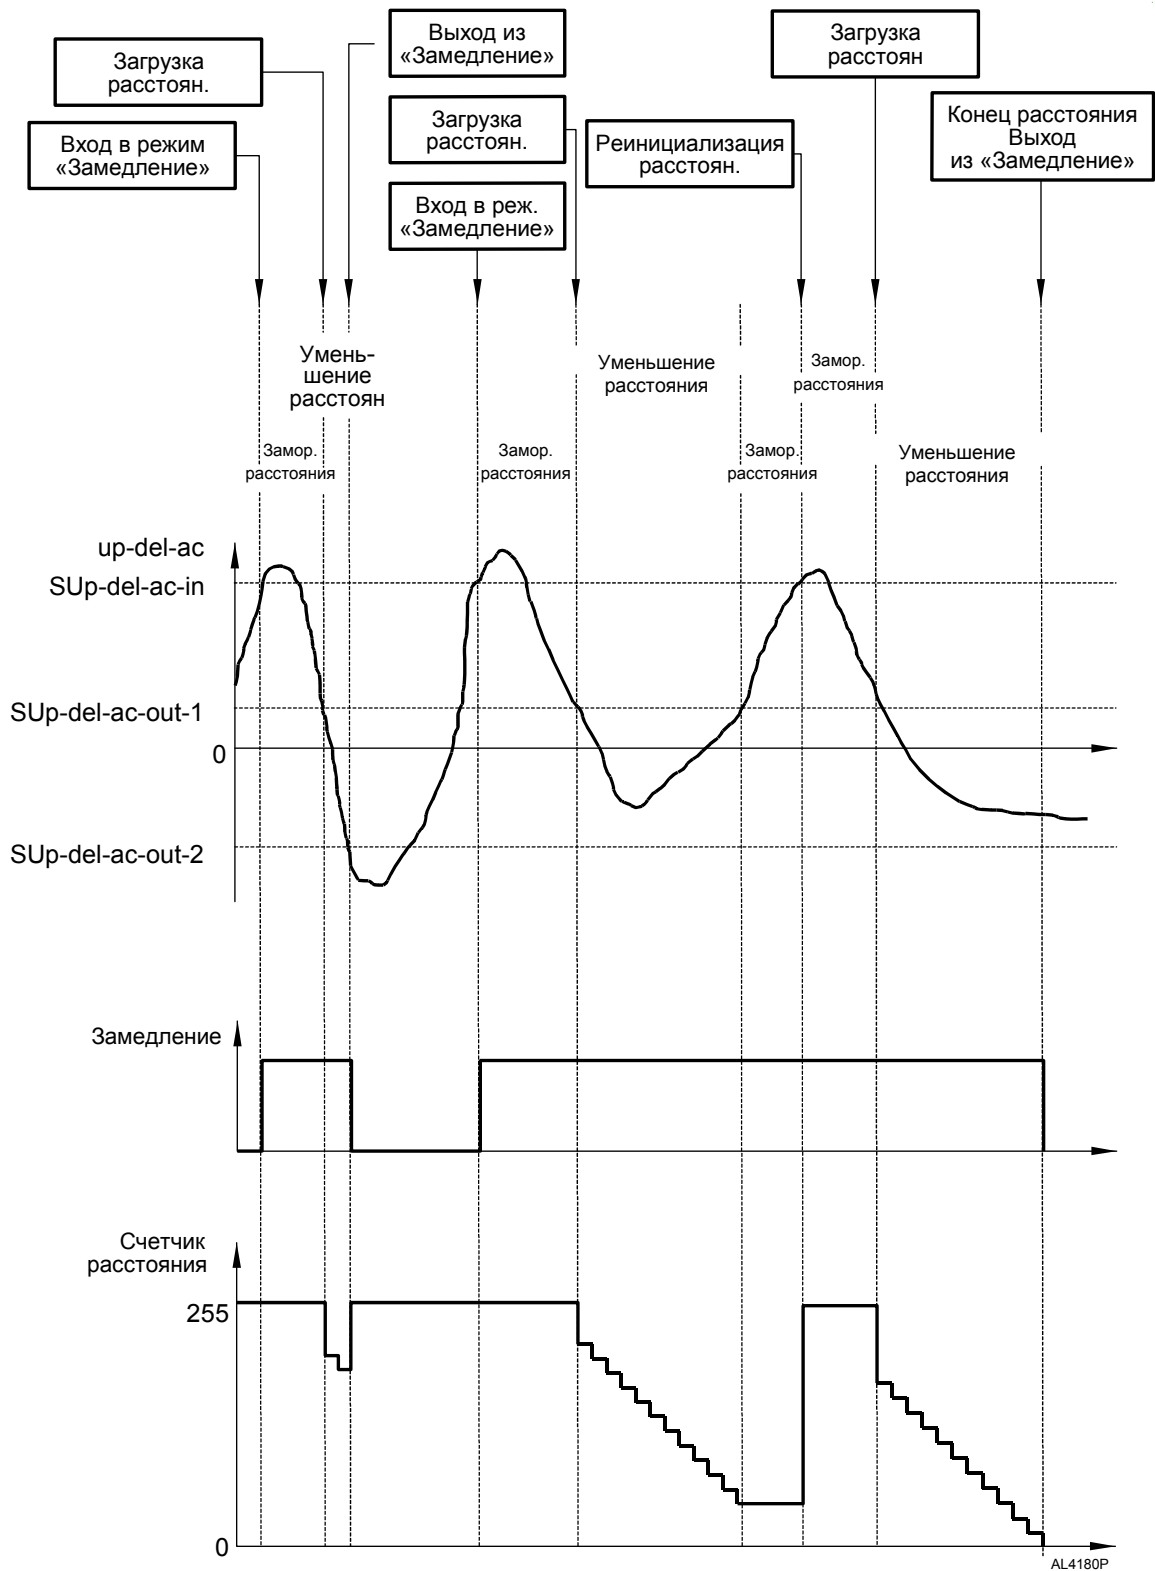 Выход из
«Замедление»
Загрузка
расстоян
Загрузка
расстоян.
Загрузка
расстоян.
Конец расстояния
Выход
из «Замедление»
Вход в режим
«Замедление»
Реинициализация
расстоян.
Вход в реж.
«Замедление»
Умень-
шение
расстоян
Уменьшение
расстояния
Замор.
расстояния
Замор.
расстояния
Замор.
расстояния
Замор.
расстояния
Уменьшение
расстояния
up-del-ac
SUp-del-ac-in
SUp-del-ac-out-1
0
SUp-del-ac-out-2
Замедление
Счетчик
расстояния
255
0
AL4180P